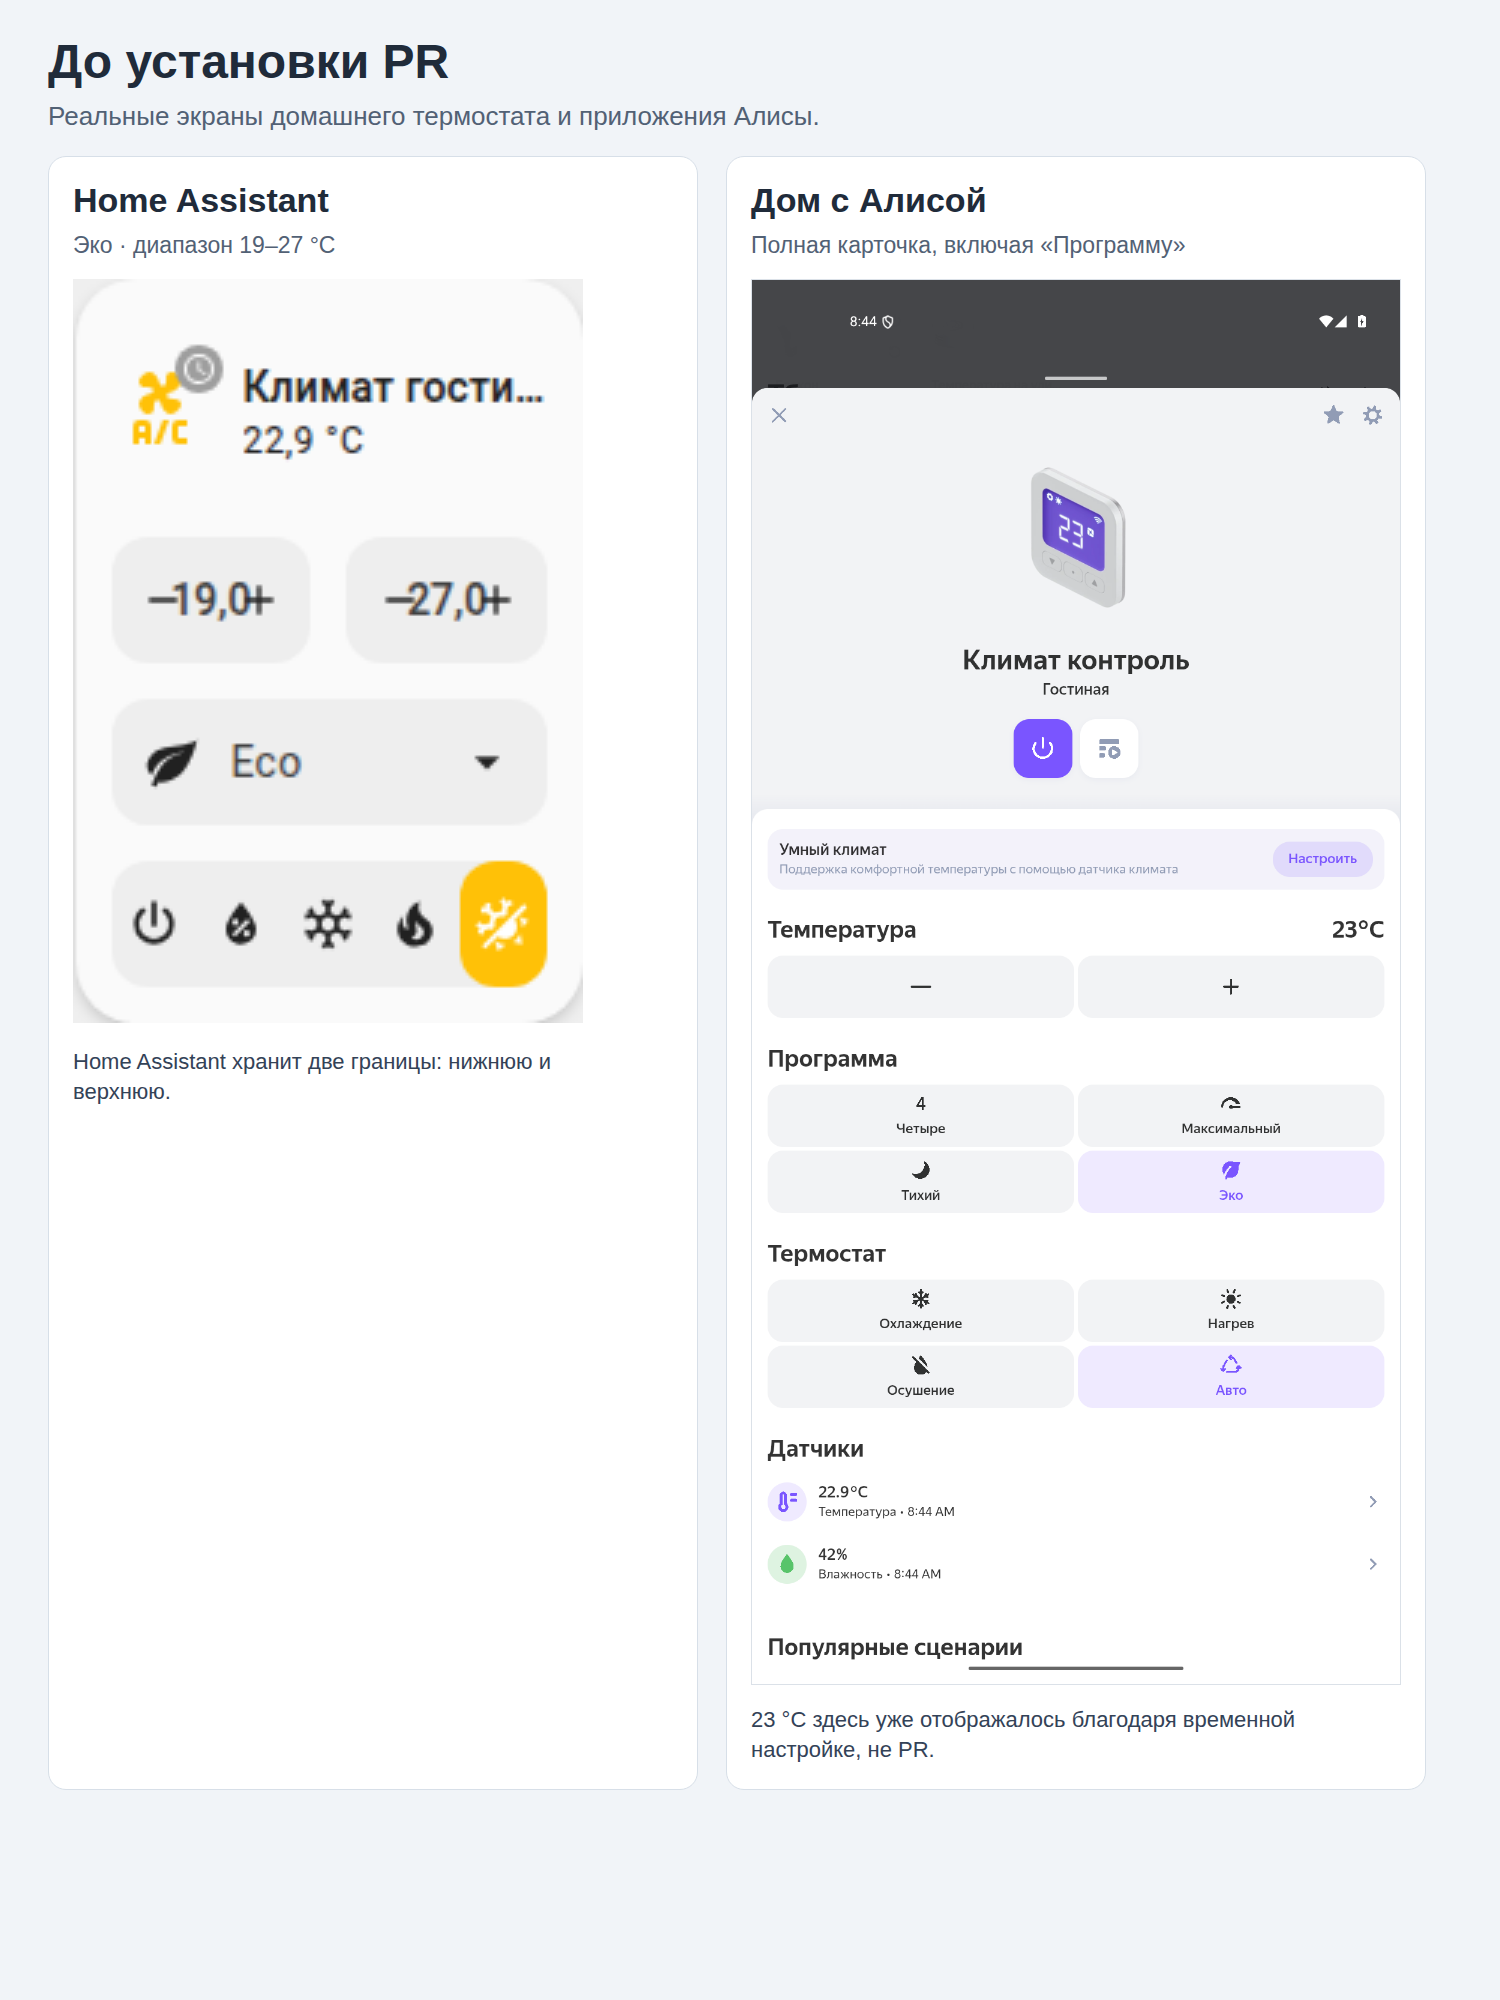 До установки PR
Реальные экраны домашнего термостата и приложения Алисы.
Home Assistant
Эко · диапазон 19–27 °C
A/C
Климат гости...
22,9 °C
–19,0+
–27,0+
Eco
Home Assistant хранит две границы: нижнюю и
верхнюю.
Дом с Алисой
Полная карточка, включая «Программу»
8:44
23°
Климат контроль
Гостиная
Умный климат
Поддержка комфортной температуры с помощью датчика климата
Настроить
Температура
23°C
— +
Программа
4
Четыре
Максимальный
Тихий
Эко
Термостат
Охлаждение
Нагрев
Осушение
Авто
Датчики
22.9°C
Температура • 8:44 AM
42%
Влажность • 8:44 AM
Популярные сценарии
23 °C здесь уже отображалось благодаря временной
настройке, не PR.